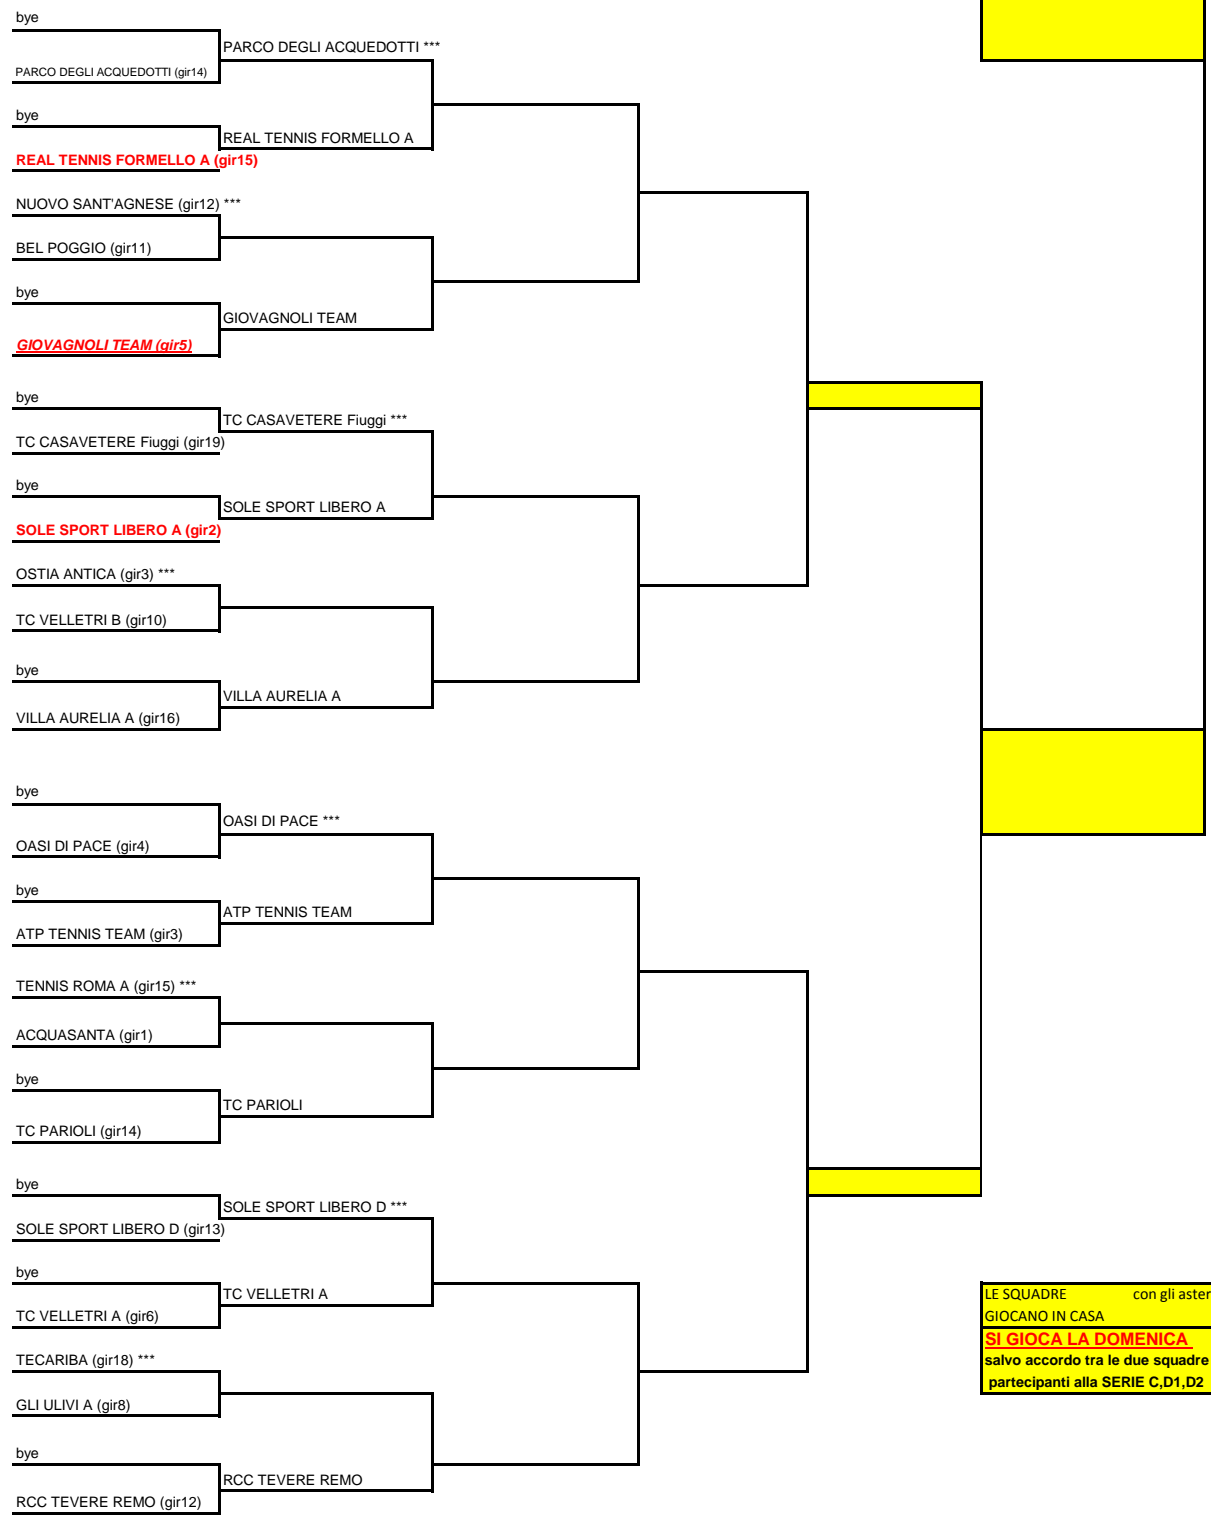 bye
PARCO DEGLI ACQUEDOTTI ***
PARCO DEGLI ACQUEDOTTI (gir14)
bye
REAL TENNIS FORMELLO A
REAL TENNIS FORMELLO A (gir15)
NUOVO SANT'AGNESE (gir12) ***
BEL POGGIO (gir11)
bye
GIOVAGNOLI TEAM
GIOVAGNOLI TEAM (gir5)
bye
TC CASAVETERE Fiuggi ***
TC CASAVETERE Fiuggi (gir19)
bye
SOLE SPORT LIBERO A
SOLE SPORT LIBERO A (gir2)
OSTIA ANTICA (gir3) ***
TC VELLETRI B (gir10)
bye
VILLA AURELIA A
VILLA AURELIA A (gir16)
bye
OASI DI PACE ***
OASI DI PACE (gir4)
bye
ATP TENNIS TEAM
ATP TENNIS TEAM (gir3)
TENNIS ROMA A (gir15) ***
ACQUASANTA (gir1)
bye
TC PARIOLI
TC PARIOLI (gir14)
bye
SOLE SPORT LIBERO D ***
SOLE SPORT LIBERO D (gir13)
bye
TC VELLETRI A
TC VELLETRI A (gir6)
TECARIBA (gir18) ***
GLI ULIVI A (gir8)
bye
RCC TEVERE REMO
RCC TEVERE REMO (gir12)
LE SQUADRE con gli aster
GIOCANO IN CASA
SI GIOCA LA DOMENICA
salvo accordo tra le due squadre
partecipanti alla SERIE C,D1,D2